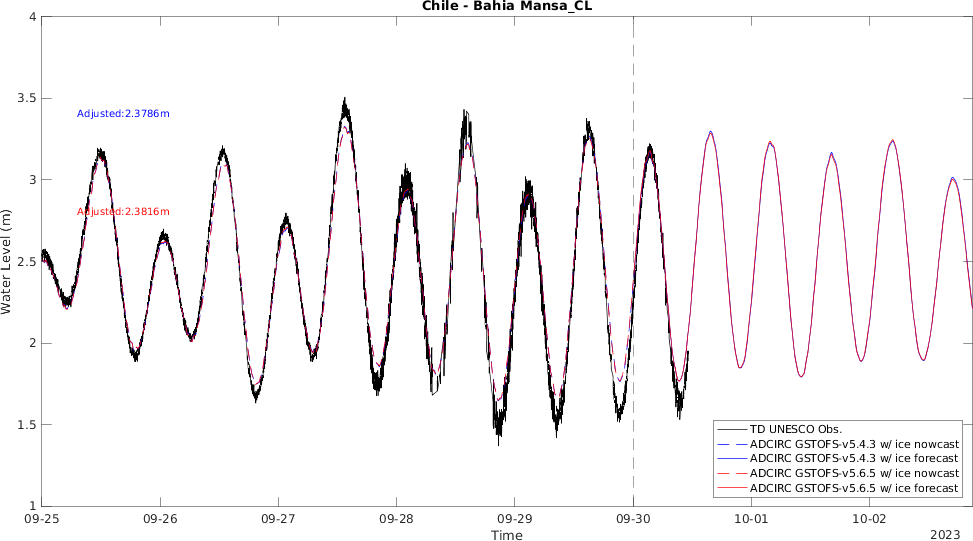 Chile - Bahia Mansa_CL
4
3.5
3
2.5
2
1.5
1
Water Level (m)
Adjusted:2.3786m
Adjusted:2.3816m
TD UNESCO Obs.
ADCIRC GSTOFS-v5.4.3 w/ ice nowcast
ADCIRC GSTOFS-v5.4.3 w/ ice forecast
ADCIRC GSTOFS-v5.6.5 w/ ice nowcast
ADCIRC GSTOFS-v5.6.5 w/ ice forecast
09-25 09-26 09-27 09-28 09-29 09-30 10-01 10-02
Time
2023